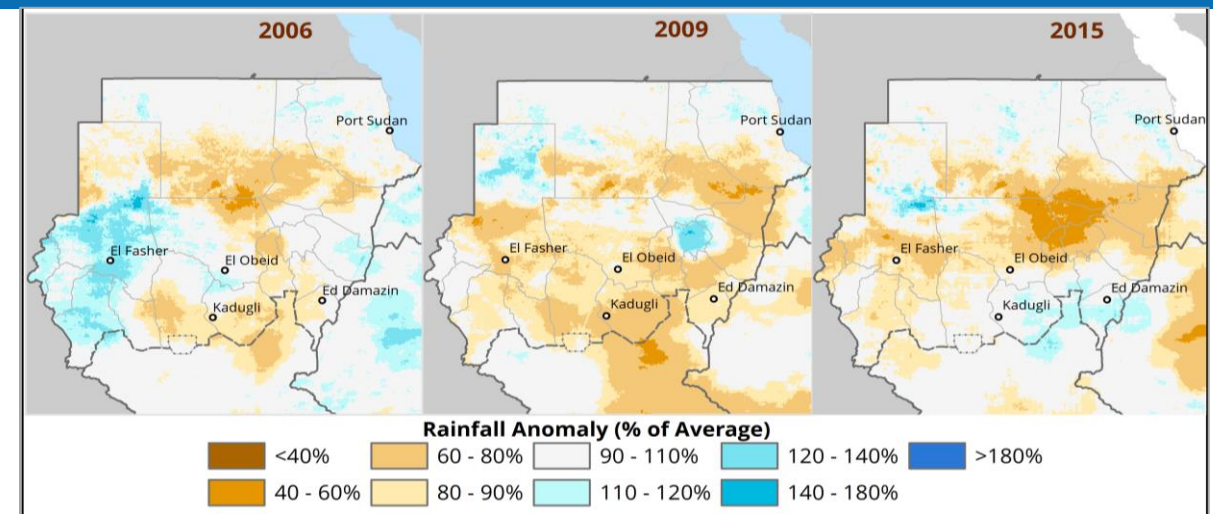 2006
Port Sudan
El Fasher
El Obeid
Ed Damazin
Kadugli
2009
Port Sudan
El Fasher
El Obeid
Ed Damazin
Kadugli
2015
Port Sudan
El Fasher
El Obeid
Ed Damazin
Kadugli
Rainfall Anomaly (% of Average)
<40% 60 - 80% 90 - 110% 120 - 140% >180%
40 - 60% 80 - 90% 110 - 120% 140 - 180%